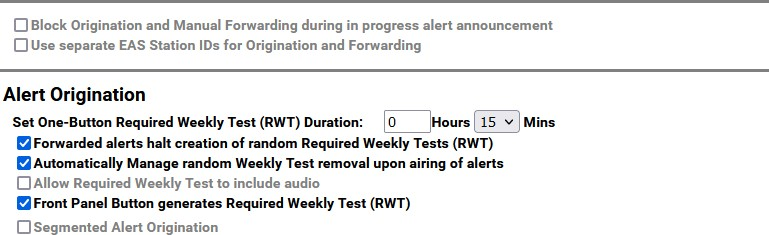 Block Origination and Manual Forwarding during in progress alert announcement
Use separate EAS Station IDs for Origination and Forwarding
Alert Origination
Set One-Button Required Weekly Test (RWT) Duration: 0 Hours 15 Mins
Forwarded alerts halt creation of random Required Weekly Tests (RWT)
Automatically Manage random Weekly Test removal upon airing of alerts
Allow Required Weekly Test to include audio
Front Panel Button generates Required Weekly Test (RWT)
Segmented Alert Origination